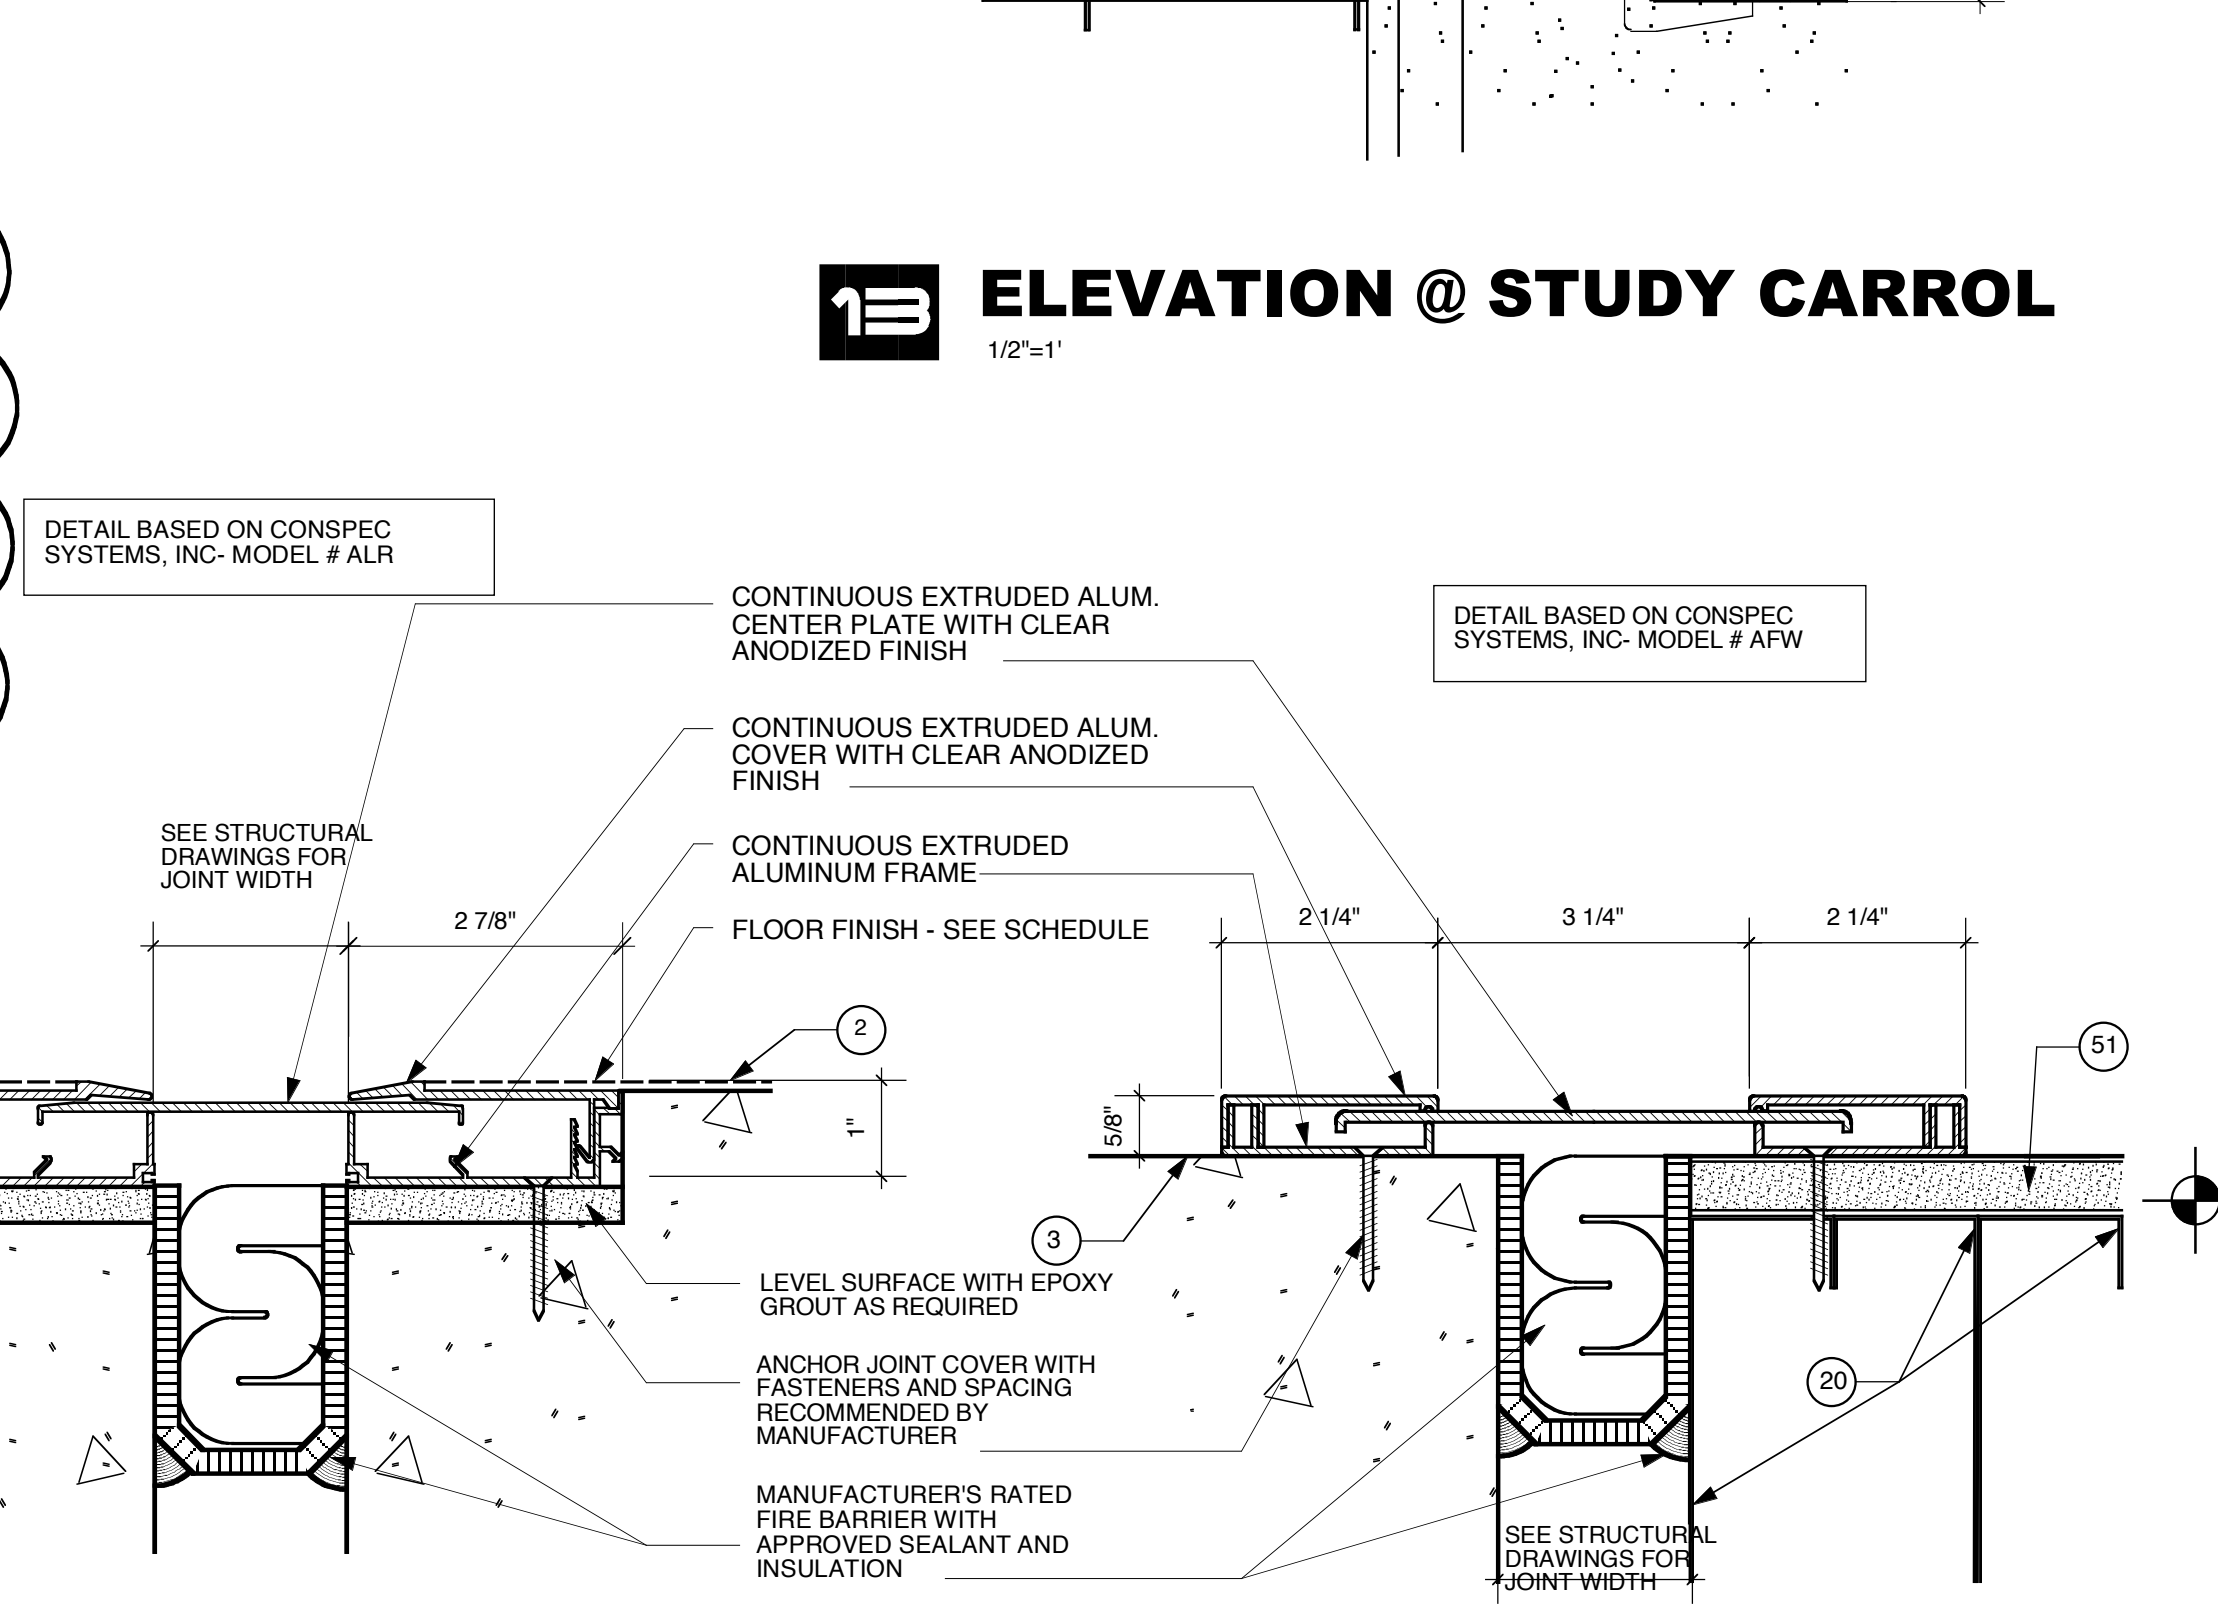 13
ELEVATION @ STUDY CARROL
1/2"=1'
DETAIL BASED ON CONSPEC
SYSTEMS, INC- MODEL # ALR
CONTINUOUS EXTRUDED ALUM.
CENTER PLATE WITH CLEAR
ANODIZED FINISH
DETAIL BASED ON CONSPEC
SYSTEMS, INC- MODEL # AFW
CONTINUOUS EXTRUDED ALUM.
COVER WITH CLEAR ANODIZED
FINISH
SEE STRUCTURAL
DRAWINGS FOR
JOINT WIDTH
CONTINUOUS EXTRUDED
ALUMINUM FRAME
FLOOR FINISH - SEE SCHEDULE
2 7/8"
2 1/4"
3 1/4"
2 1/4"
2
51
1"
5/8"
3
LEVEL SURFACE WITH EPOXY
GROUT AS REQUIRED
ANCHOR JOINT COVER WITH
FASTENERS AND SPACING
RECOMMENDED BY
MANUFACTURER
20
MANUFACTURER'S RATED
FIRE BARRIER WITH
APPROVED SEALANT AND
INSULATION
SEE STRUCTURAL
DRAWINGS FOR
JOINT WIDTH